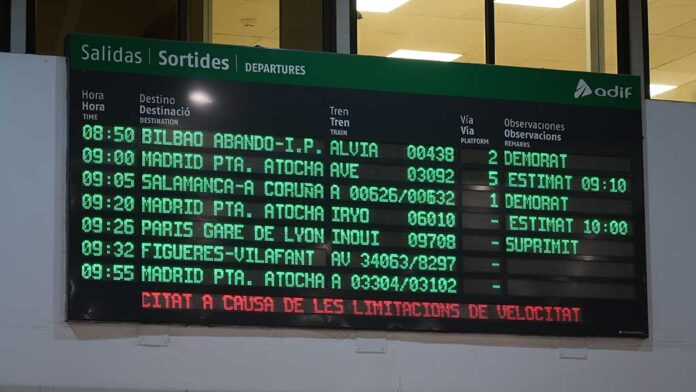 Salidas | Sortides | DEPARTURES
adif
Hora Destino Tren Vía Observaciones
Hora Destinació Tren Via Observacions
TIME DESTINATION TRAIN PLATFORM REMARKS
08:50 BILBAO ABANDO-I.P. ALVIA 00438 2 DEMORAT
09:00 MADRID PTA. ATOCHA AVE 03092 5 ESTIMAT 09:10
09:05 SALAMANCA-A CORUÑA A 00626/00632 1 DEMORAT
09:20 MADRID PTA. ATOCHA IRYO 06010 - ESTIMAT 10:00
09:26 PARIS GARE DE LYON INOUI 09708 - SUPRIMIT
09:32 FIGUERES-VILAFANT AV 34063/8297 -
09:55 MADRID PTA. ATOCHA A 03304/03102 -
CITAT A CAUSA DE LES LIMITACIONS DE VELOCITAT